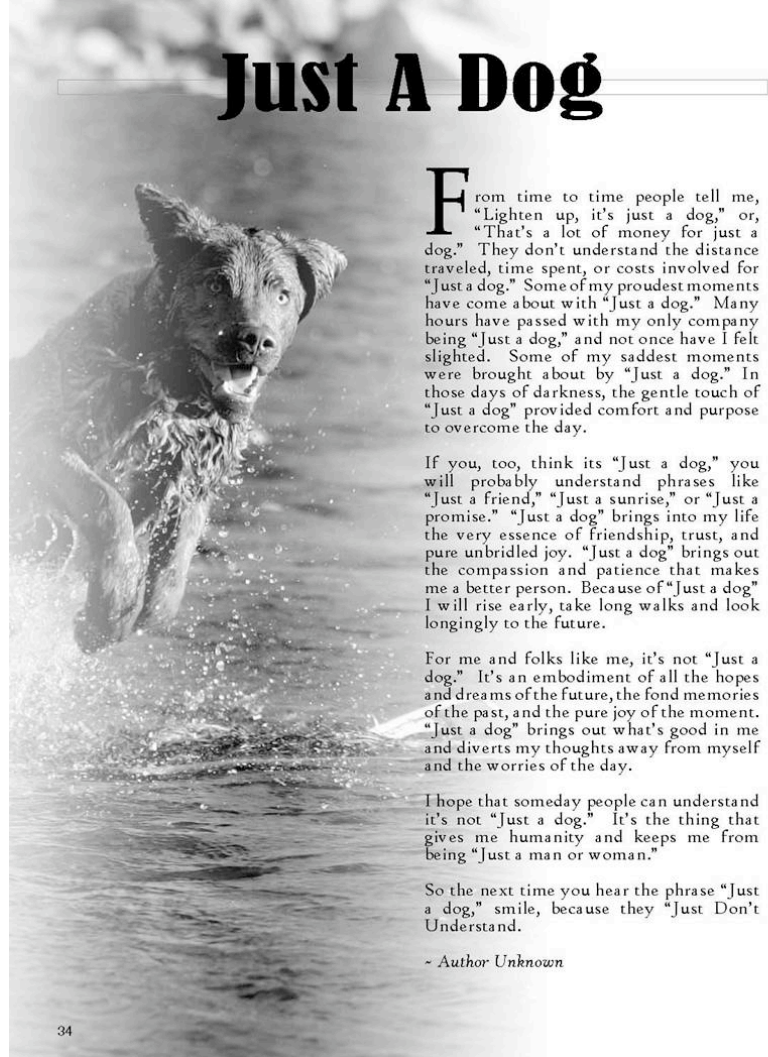 Just A Dog
From time to time people tell me,
“Lighten up, it's just a dog,” or,
“That's a lot of money for just a
dog.” They don't understand the distance
traveled, time spent, or costs involved for
“Just a dog.” Some of my proudest moments
have come about with “Just a dog.” Many
hours have passed with my only company
being “Just a dog,” and not once have I felt
slighted. Some of my saddest moments
were brought about by “Just a dog.” In
those days of darkness, the gentle touch of
“Just a dog” provided comfort and purpose
to overcome the day.
If you, too, think its “Just a dog,” you
will probably understand phrases like
“Just a friend,” “Just a sunrise,” or “Just a
promise.” “Just a dog” brings into my life
the very essence of friendship, trust, and
pure unbridled joy. “Just a dog” brings out
the compassion and patience that makes
me a better person. Because of “Just a dog”
I will rise early, take long walks and look
longingly to the future.
For me and folks like me, it's not “Just a
dog.” It's an embodiment of all the hopes
and dreams of the future, the fond memories
of the past, and the pure joy of the moment.
“Just a dog” brings out what's good in me
and diverts my thoughts away from myself
and the worries of the day.
I hope that someday people can understand
it's not “Just a dog.” It's the thing that
gives me humanity and keeps me from
being “Just a man or woman.”
So the next time you hear the phrase “Just
a dog,” smile, because they “Just Don't
Understand.
~ Author Unknown
34